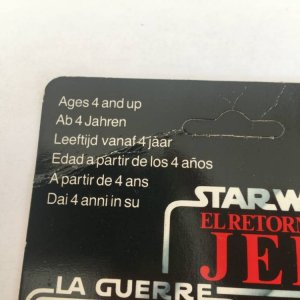 Ages 4 and up
Ab 4 Jahren
Leeftijd vanaf 4 jaar
Edad a partir de los 4 años
A partir de 4 ans
Dai 4 anni in su
STAR W
EL RETORN
JE
LA GUERRE